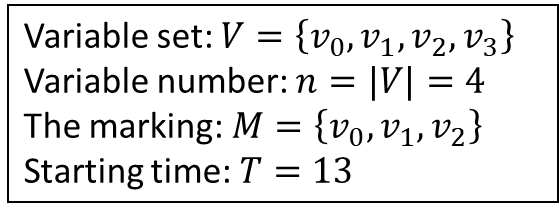 Variable set: V = {v₀, v₁, v₂, v₃}
Variable number: n = |V| = 4
The marking: M = {v₀, v₁, v₂}
Starting time: T = 13